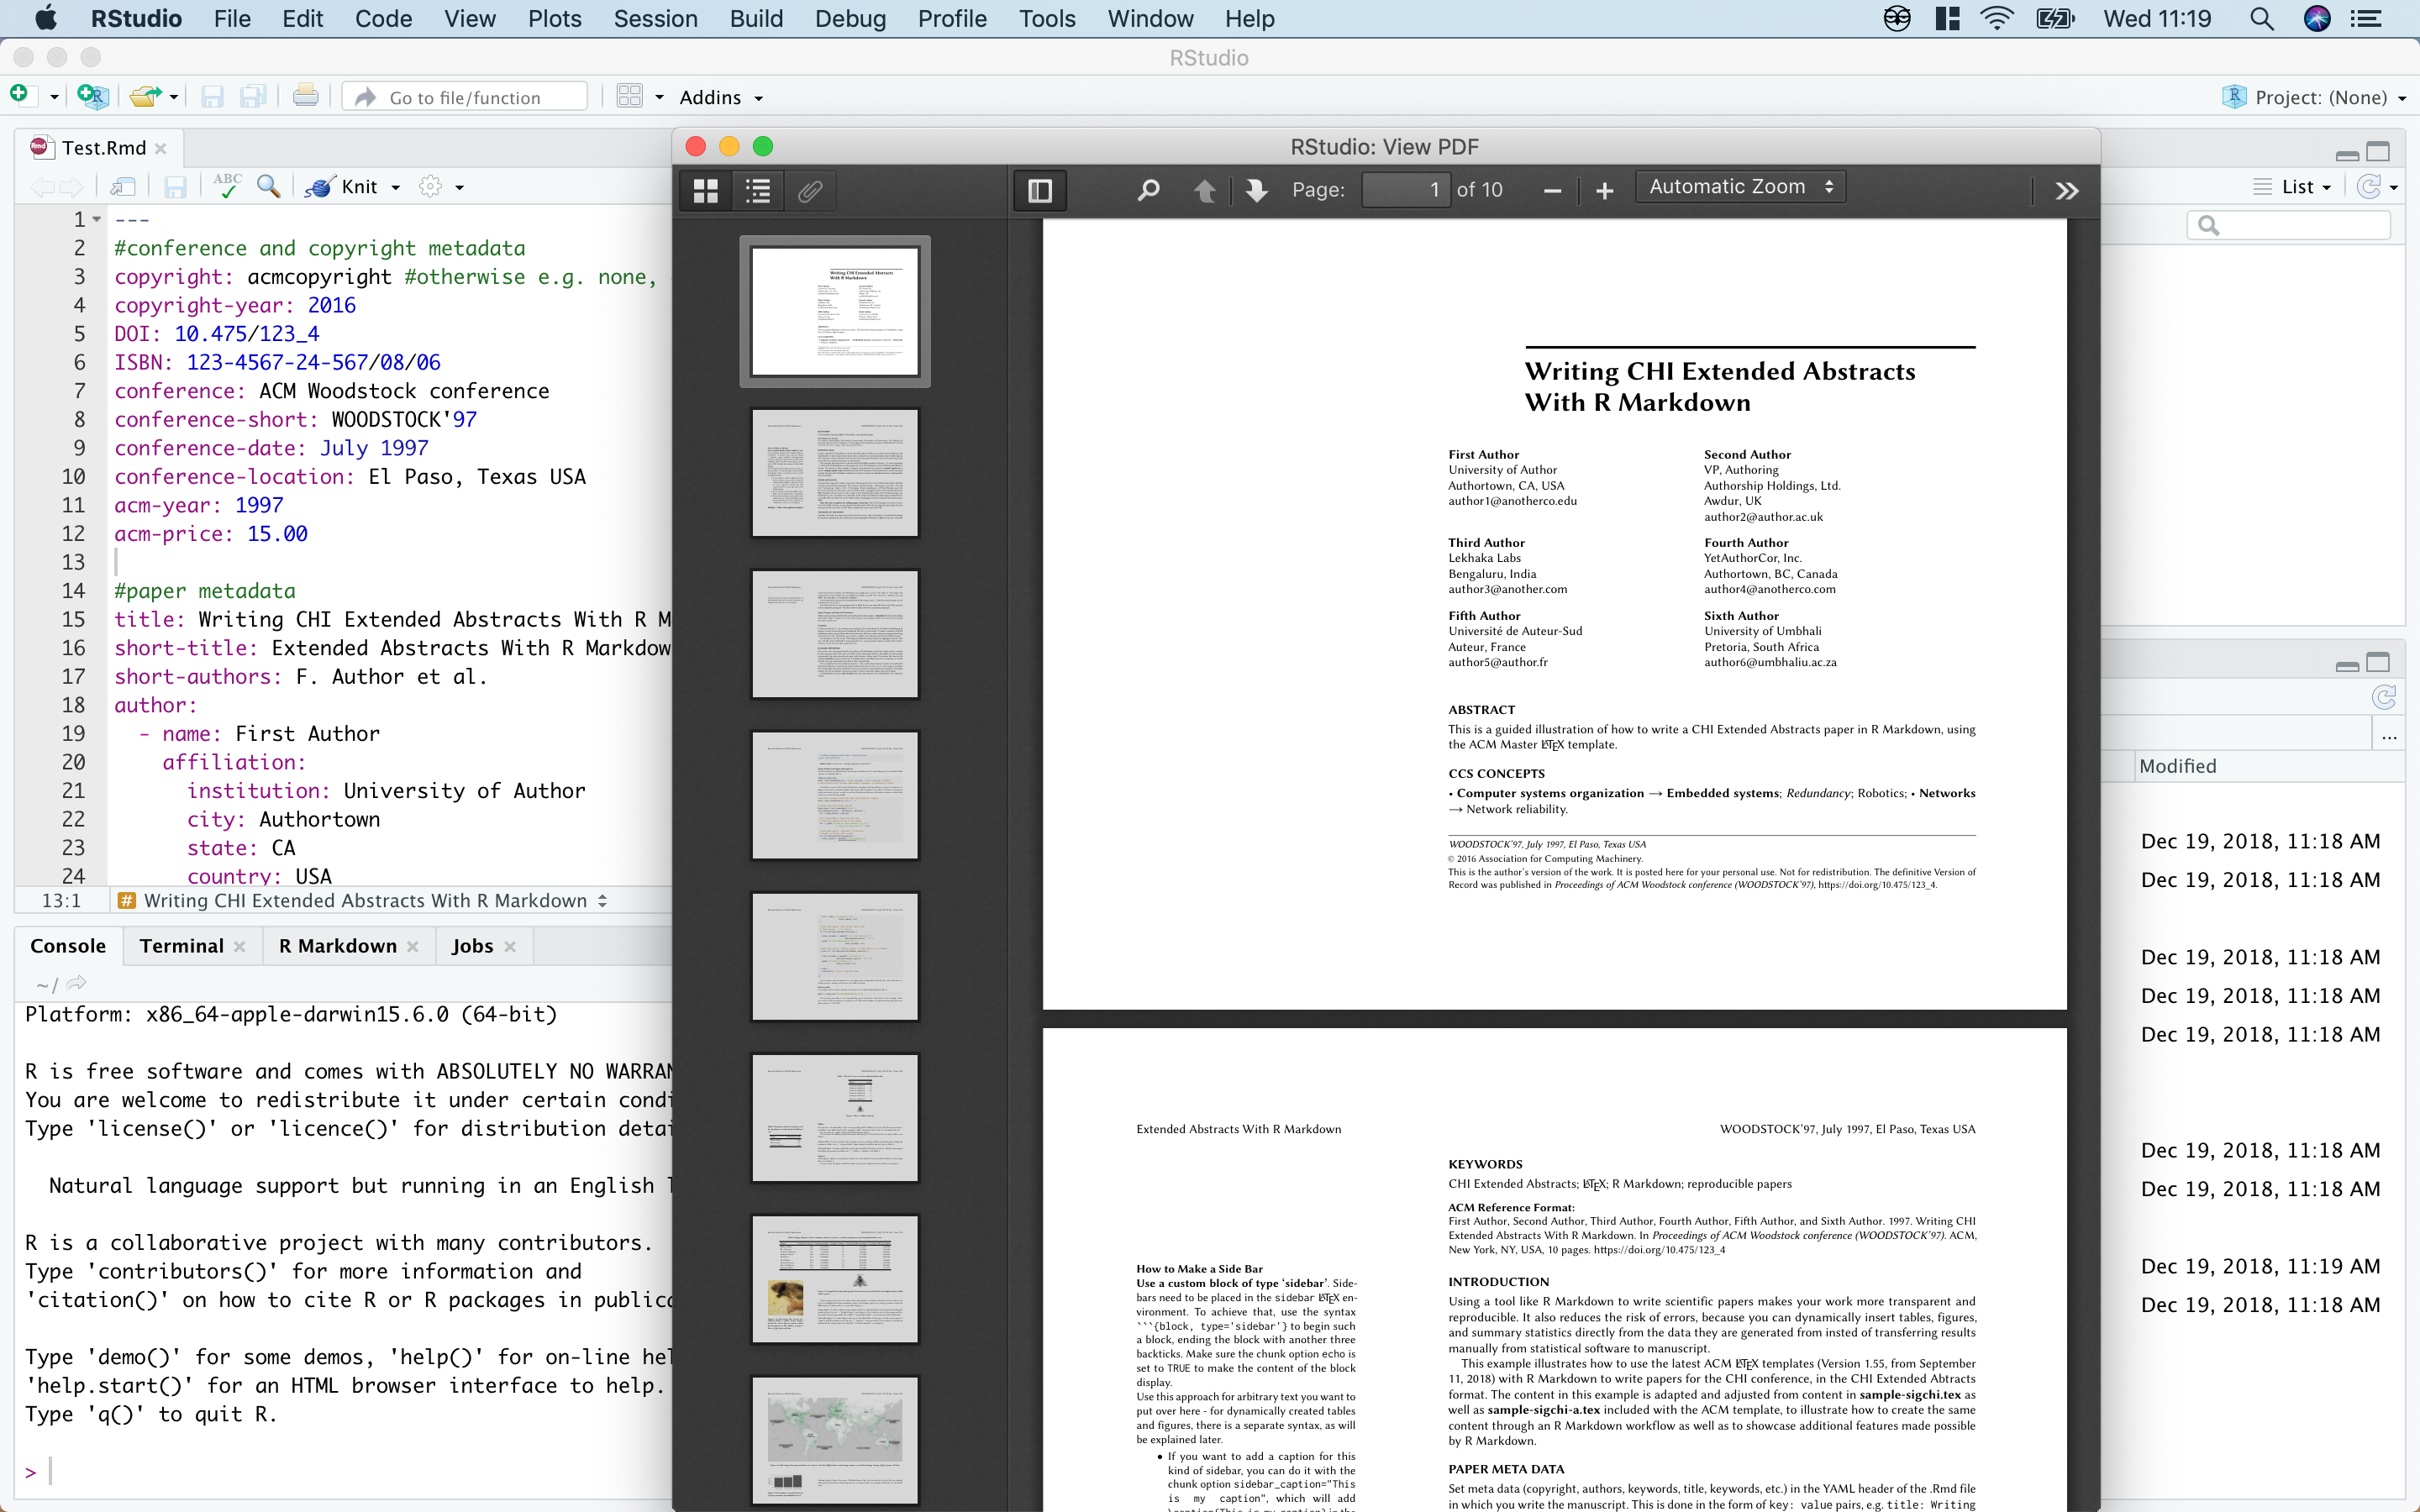 RStudio File Edit Code View Plots Session Build Debug Profile Tools Window Help Wed 11:19
RStudio
Go to file/function Addins Project: (None)
Test.Rmd
ABC Knit
1 ---
2 #conference and copyright metadata
3 copyright: acmcopyright #otherwise e.g. none,
4 copyright-year: 2016
5 DOI: 10.475/123_4
6 ISBN: 123-4567-24-567/08/06
7 conference: ACM Woodstock conference
8 conference-short: WOODSTOCK'97
9 conference-date: July 1997
10 conference-location: El Paso, Texas USA
11 acm-year: 1997
12 acm-price: 15.00
13
14 #paper metadata
15 title: Writing CHI Extended Abstracts With R M
16 short-title: Extended Abstracts With R Markdow
17 short-authors: F. Author et al.
18 author:
19 - name: First Author
20 affiliation:
21 institution: University of Author
22 city: Authortown
23 state: CA
24 country: USA
13:1 # Writing CHI Extended Abstracts With R Markdown
Console Terminal R Markdown Jobs
~/
Platform: x86_64-apple-darwin15.6.0 (64-bit)
R is free software and comes with ABSOLUTELY NO WARRAN
You are welcome to redistribute it under certain condi
Type 'license()' or 'licence()' for distribution detai
Natural language support but running in an English l
R is a collaborative project with many contributors.
Type 'contributors()' for more information and
'citation()' on how to cite R or R packages in publica
Type 'demo()' for some demos, 'help()' for on-line hel
'help.start()' for an HTML browser interface to help.
Type 'q()' to quit R.
>
RStudio: View PDF
Page: 1 of 10 Automatic Zoom
Writing CHI Extended Abstracts
With R Markdown
First Author
University of Author
Authortown, CA, USA
author1@anotherco.edu
Second Author
VP, Authoring
Authorship Holdings, Ltd.
Awdur, UK
author2@author.ac.uk
Third Author
Lekhaka Labs
Bengaluru, India
author3@another.com
Fourth Author
YetAuthorCor, Inc.
Authortown, BC, Canada
author4@anotherco.com
Fifth Author
Université de Auteur-Sud
Auteur, France
author5@author.fr
Sixth Author
University of Umbhali
Pretoria, South Africa
author6@umbhaliu.ac.za
ABSTRACT
This is a guided illustration of how to write a CHI Extended Abstracts paper in R Markdown, using
the ACM Master LATEX template.
CCS CONCEPTS
• Computer systems organization → Embedded systems; Redundancy; Robotics; • Networks
→ Network reliability.
WOODSTOCK'97, July 1997, El Paso, Texas USA
© 2016 Association for Computing Machinery.
This is the author's version of the work. It is posted here for your personal use. Not for redistribution. The definitive Version of
Record was published in Proceedings of ACM Woodstock conference (WOODSTOCK'97), https://doi.org/10.475/123_4.
Extended Abstracts With R Markdown
WOODSTOCK'97, July 1997, El Paso, Texas USA
How to Make a Side Bar
Use a custom block of type 'sidebar'. Side-
bars need to be placed in the sidebar LATEX en-
vironment. To achieve that, use the syntax
```{block, type='sidebar'} to begin such
a block, ending the block with another three
backticks. Make sure the chunk option echo is
set to TRUE to make the content of the block
display.
Use this approach for arbitrary text you want to
put over here - for dynamically created tables
and figures, there is a separate syntax, as will
be explained later.
• If you want to add a caption for this
kind of sidebar, you can do it with the
chunk option sidebar_caption="This
is my caption", which will add
KEYWORDS
CHI Extended Abstracts; LATEX; R Markdown; reproducible papers
ACM Reference Format:
First Author, Second Author, Third Author, Fourth Author, Fifth Author, and Sixth Author. 1997. Writing CHI
Extended Abstracts With R Markdown. In Proceedings of ACM Woodstock conference (WOODSTOCK'97). ACM,
New York, NY, USA, 10 pages. https://doi.org/10.475/123_4
INTRODUCTION
Using a tool like R Markdown to write scientific papers makes your work more transparent and
reproducible. It also reduces the risk of errors, because you can dynamically insert tables, figures,
and summary statistics directly from the data they are generated from insted of transferring results
manually from statistical software to manuscript.
This example illustrates how to use the latest ACM LATEX templates (Version 1.55, from September
11, 2018) with R Markdown to write papers for the CHI conference, in the CHI Extended Abtracts
format. The content in this example is adapted and adjusted from content in sample-sigchi.tex as
well as sample-sigchi-a.tex included with the ACM template, to illustrate how to create the same
content through an R Markdown workflow as well as to showcase additional features made possible
by R Markdown.
PAPER META DATA
Set meta data (copyright, authors, keywords, title, keywords, etc.) in the YAML header of the .Rmd file
in which you write the manuscript. This is done in the form of key: value pairs, e.g. title: Writing
List
...
Modified
Dec 19, 2018, 11:18 AM
Dec 19, 2018, 11:18 AM
Dec 19, 2018, 11:18 AM
Dec 19, 2018, 11:18 AM
Dec 19, 2018, 11:18 AM
Dec 19, 2018, 11:18 AM
Dec 19, 2018, 11:18 AM
Dec 19, 2018, 11:19 AM
Dec 19, 2018, 11:18 AM